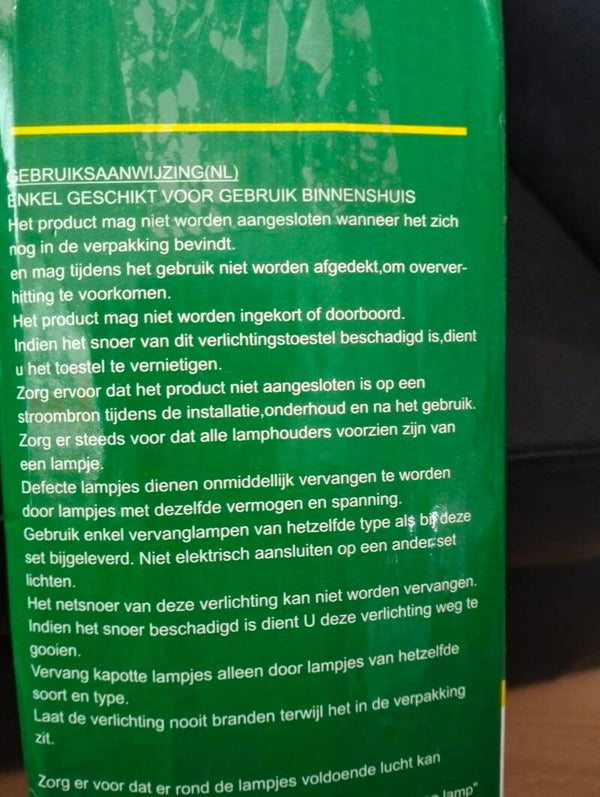 GEBRUIKSAANWIJZING(NL)
ENKEL GESCHIKT VOOR GEBRUIK BINNENSHUIS
Het product mag niet worden aangesloten wanneer het zich
nog in de verpakking bevindt.
en mag tijdens het gebruik niet worden afgedekt,om overver-
hitting te voorkomen.
Het product mag niet worden ingekort of doorboord.
Indien het snoer van dit verlichtingstoestel beschadigd is,dient
u het toestel te vernietigen.
Zorg ervoor dat het product niet aangesloten is op een
stroombron tijdens de installatie,onderhoud en na het gebruik.
Zorg er steeds voor dat alle lamphouders voorzien zijn van
een lampje.
Defecte lampjes dienen onmiddellijk vervangen te worden
door lampjes met dezelfde vermogen en spanning.
Gebruik enkel vervanglampen van hetzelfde type als bij deze
set bijgeleverd. Niet elektrisch aansluiten op een ander set
lichten.
Het netsnoer van deze verlichting kan niet worden vervangen.
Indien het snoer beschadigd is dient U deze verlichting weg te
gooien.
Vervang kapotte lampjes alleen door lampjes van hetzelfde
soort en type.
Laat de verlichting nooit branden terwijl het in de verpakking
zit.
Zorg er voor dat er rond de lampjes voldoende lucht kan
lamp"